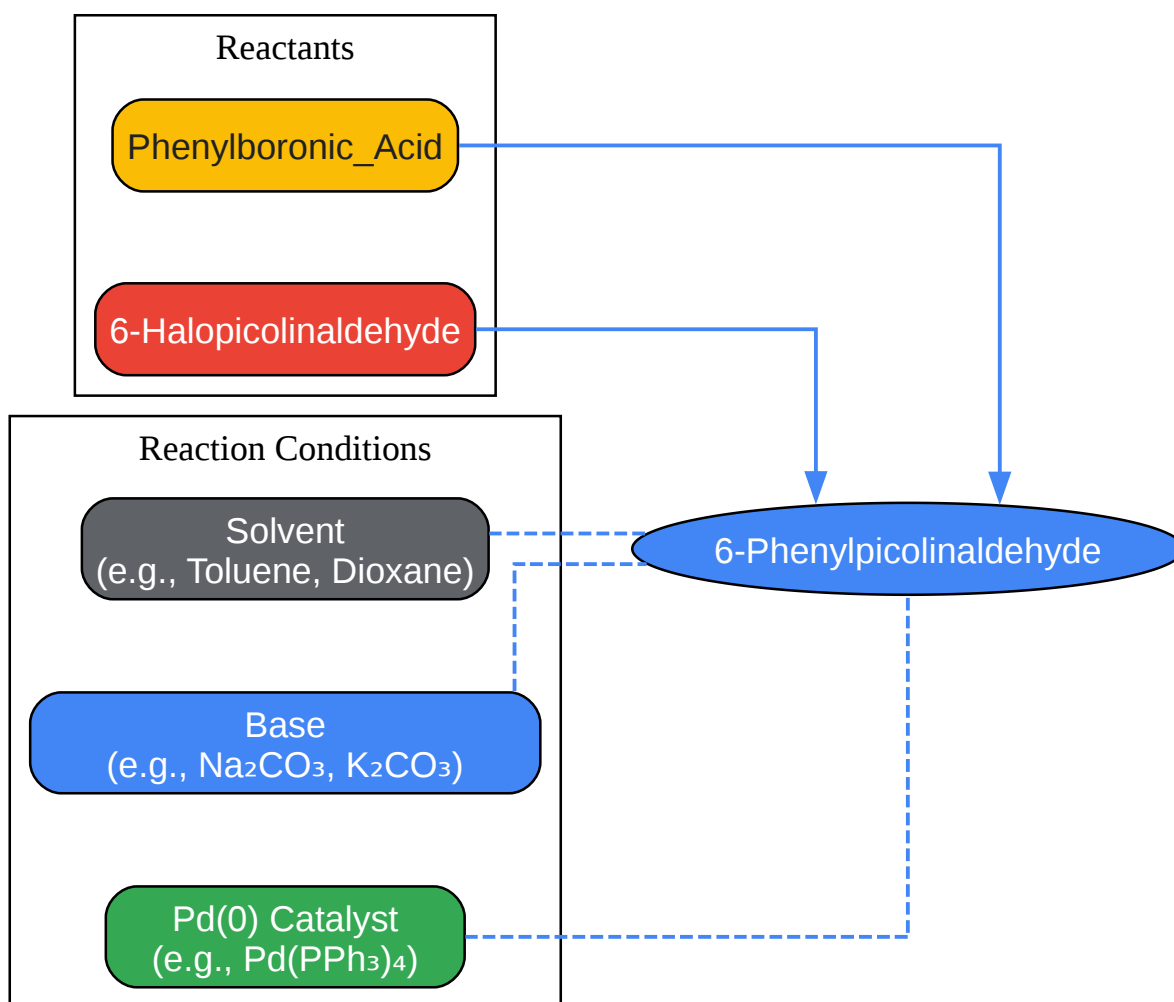 Reactants
Phenylboronic_Acid
6-Halopicolinaldehyde
Reaction Conditions
Solvent
(e.g., Toluene, Dioxane)
6-Phenylpicolinaldehyde
Base
(e.g., Na₂CO₃, K₂CO₃)
Pd(0) Catalyst
(e.g., Pd(PPh₃)₄)